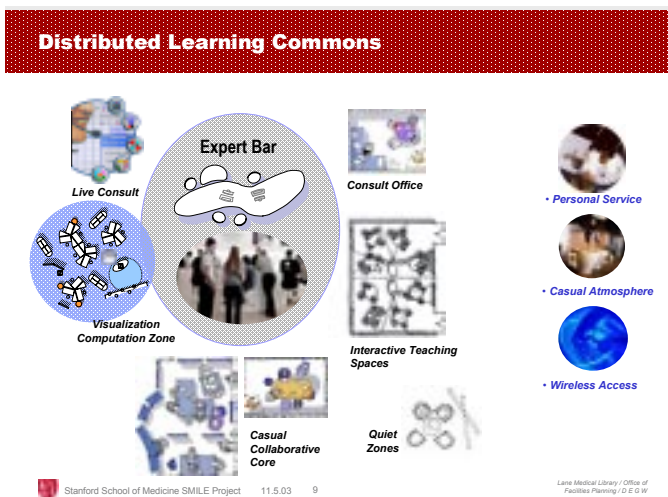 Distributed Learning Commons
Expert Bar
Live Consult
Consult Office
• Personal Service
• Casual Atmosphere
Visualization
Computation Zone
Interactive Teaching
Spaces
• Wireless Access
Casual
Collaborative
Core
Quiet
Zones
Stanford School of Medicine SMILE Project 11.5.03 9
Lane Medical Library / Office of
Facilities Planning / D E G W